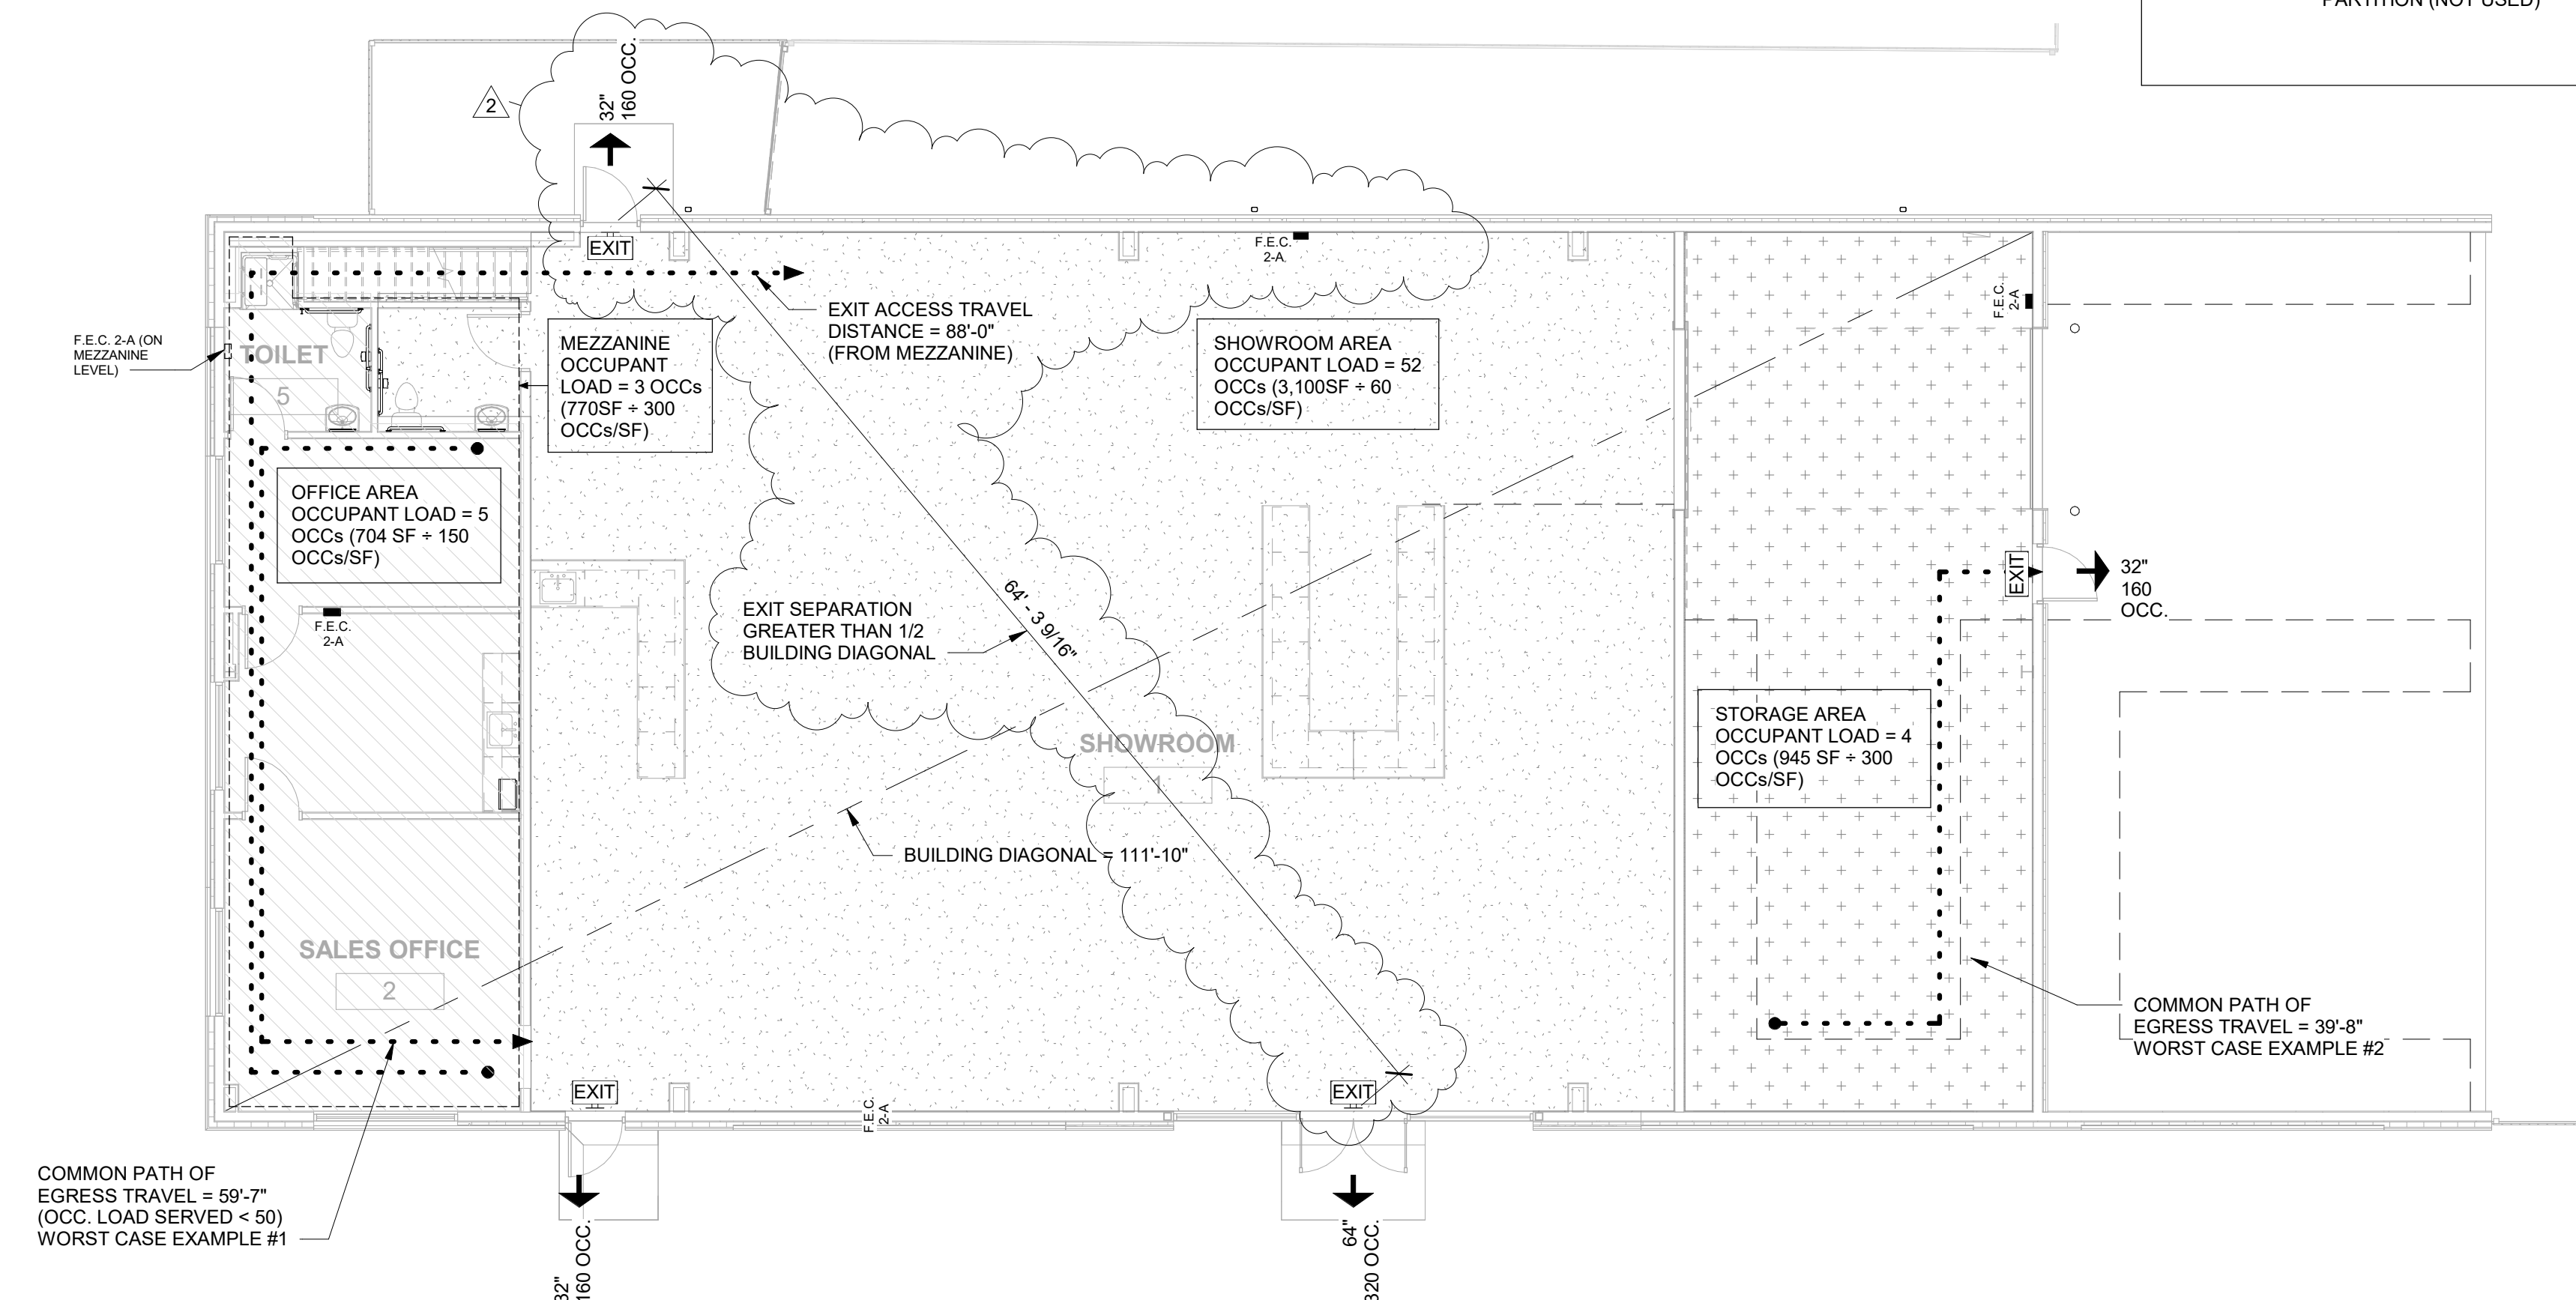 PARTITION (NOT USED)
2
32"
160 OCC.
EXIT
F.E.C.
2-A
F.E.C.
2-A
EXIT ACCESS TRAVEL
DISTANCE = 88'-0"
(FROM MEZZANINE)
F.E.C. 2-A (ON
MEZZANINE
LEVEL)
TOILET
5
MEZZANINE
OCCUPANT
LOAD = 3 OCCs
(770SF ÷ 300
OCCs/SF)
SHOWROOM AREA
OCCUPANT LOAD = 52
OCCs (3,100SF ÷ 60
OCCs/SF)
OFFICE AREA
OCCUPANT LOAD = 5
OCCs (704 SF ÷ 150
OCCs/SF)
F.E.C.
2-A
EXIT SEPARATION
GREATER THAN 1/2
BUILDING DIAGONAL
64' - 3 9/16"
EXIT
32"
160
OCC.
SHOWROOM
1
STORAGE AREA
OCCUPANT LOAD = 4
OCCs (945 SF ÷ 300
OCCs/SF)
BUILDING DIAGONAL = 111'-10"
SALES OFFICE
2
COMMON PATH OF
EGRESS TRAVEL = 39'-8"
WORST CASE EXAMPLE #2
EXIT
F.E.C.
2-A
EXIT
COMMON PATH OF
EGRESS TRAVEL = 59'-7"
(OCC. LOAD SERVED < 50)
WORST CASE EXAMPLE #1
32"
160 OCC.
64"
320 OCC.